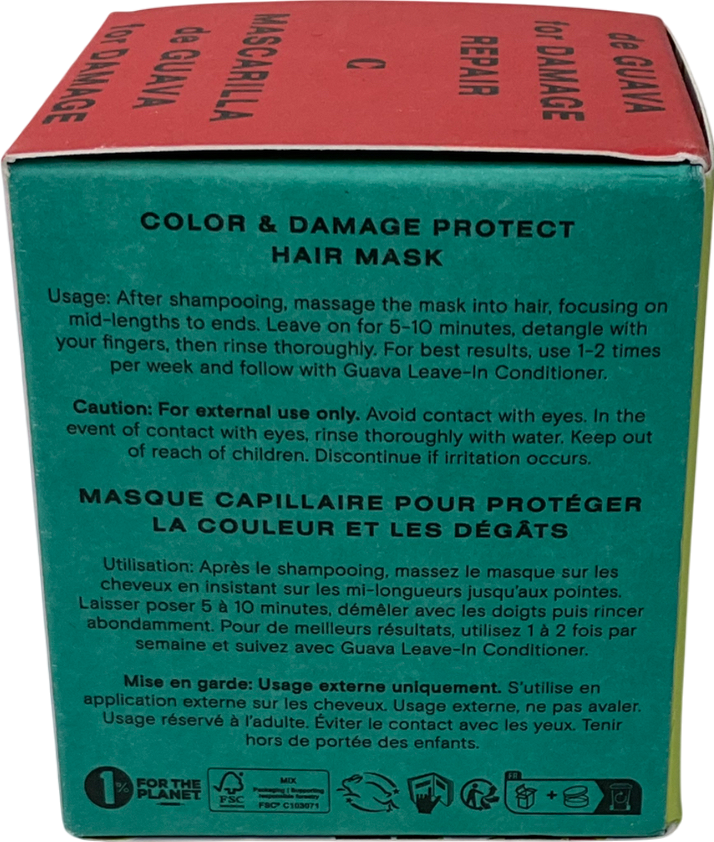 de GUAVA
for DAMAGE
REPAIR
C
MASCARILLA
de GUAVA
for DAMAGE
COLOR & DAMAGE PROTECT
HAIR MASK
Usage: After shampooing, massage the mask into hair, focusing on
mid-lengths to ends. Leave on for 5-10 minutes, detangle with
your fingers, then rinse thoroughly. For best results, use 1-2 times
per week and follow with Guava Leave-In Conditioner.
Caution: For external use only. Avoid contact with eyes. In the
event of contact with eyes, rinse thoroughly with water. Keep out
of reach of children. Discontinue if irritation occurs.
MASQUE CAPILLAIRE POUR PROTÉGER
LA COULEUR ET LES DÉGÂTS
Utilisation: Après le shampooing, massez le masque sur les
cheveux en insistant sur les mi-longueurs jusqu'aux pointes.
Laisser poser 5 à 10 minutes, démêler avec les doigts puis rincer
abondamment. Pour de meilleurs résultats, utilisez 1 à 2 fois par
semaine et suivez avec Guava Leave-In Conditioner.
Mise en garde: Usage externe uniquement. S'utilise en
application externe sur les cheveux. Usage externe, ne pas avaler.
Usage réservé à l'adulte. Éviter le contact avec les yeux. Tenir
hors de portée des enfants.
1% FOR THE
PLANET
FSC
MIX
Packaging | Supporting
responsible forestry
FSC® C103071
FR
+